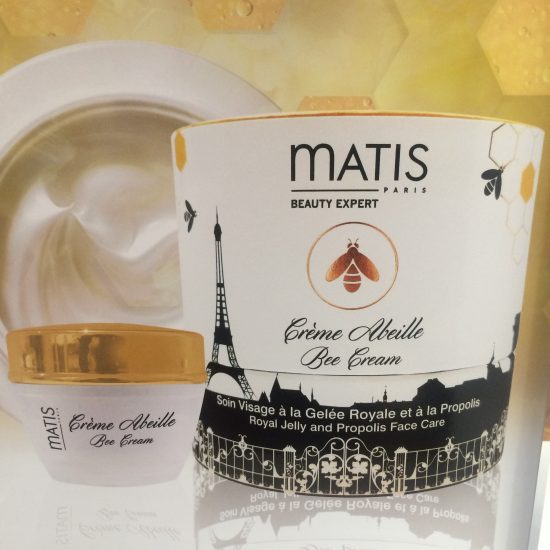 MATIS
PARIS
BEAUTY EXPERT
Crème Abeille
Bee Cream
Soin Visage à la Gelée Royale et à la Propolis
Royal Jelly and Propolis Face Care
MATIS
PARIS
Crème Abeille
Bee Cream